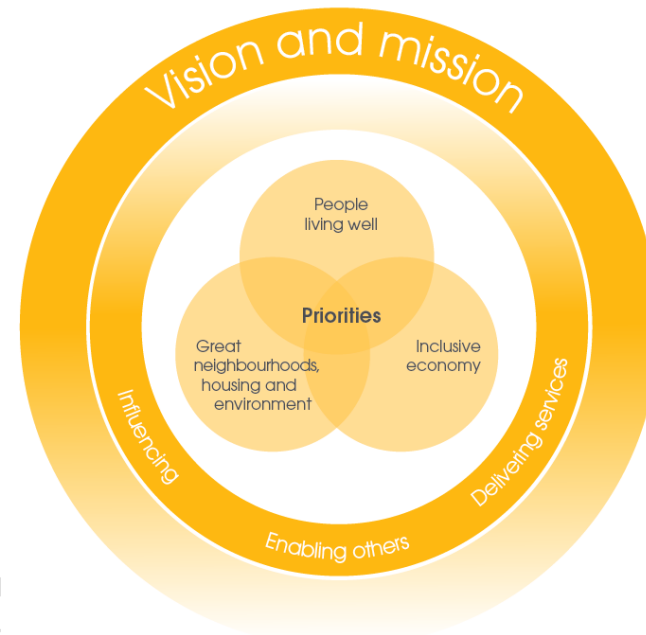 Vision and mission
People
living well
Priorities
Great
neighbourhoods,
housing and
environment
Inclusive
economy
Influencing
Enabling others
Delivering services